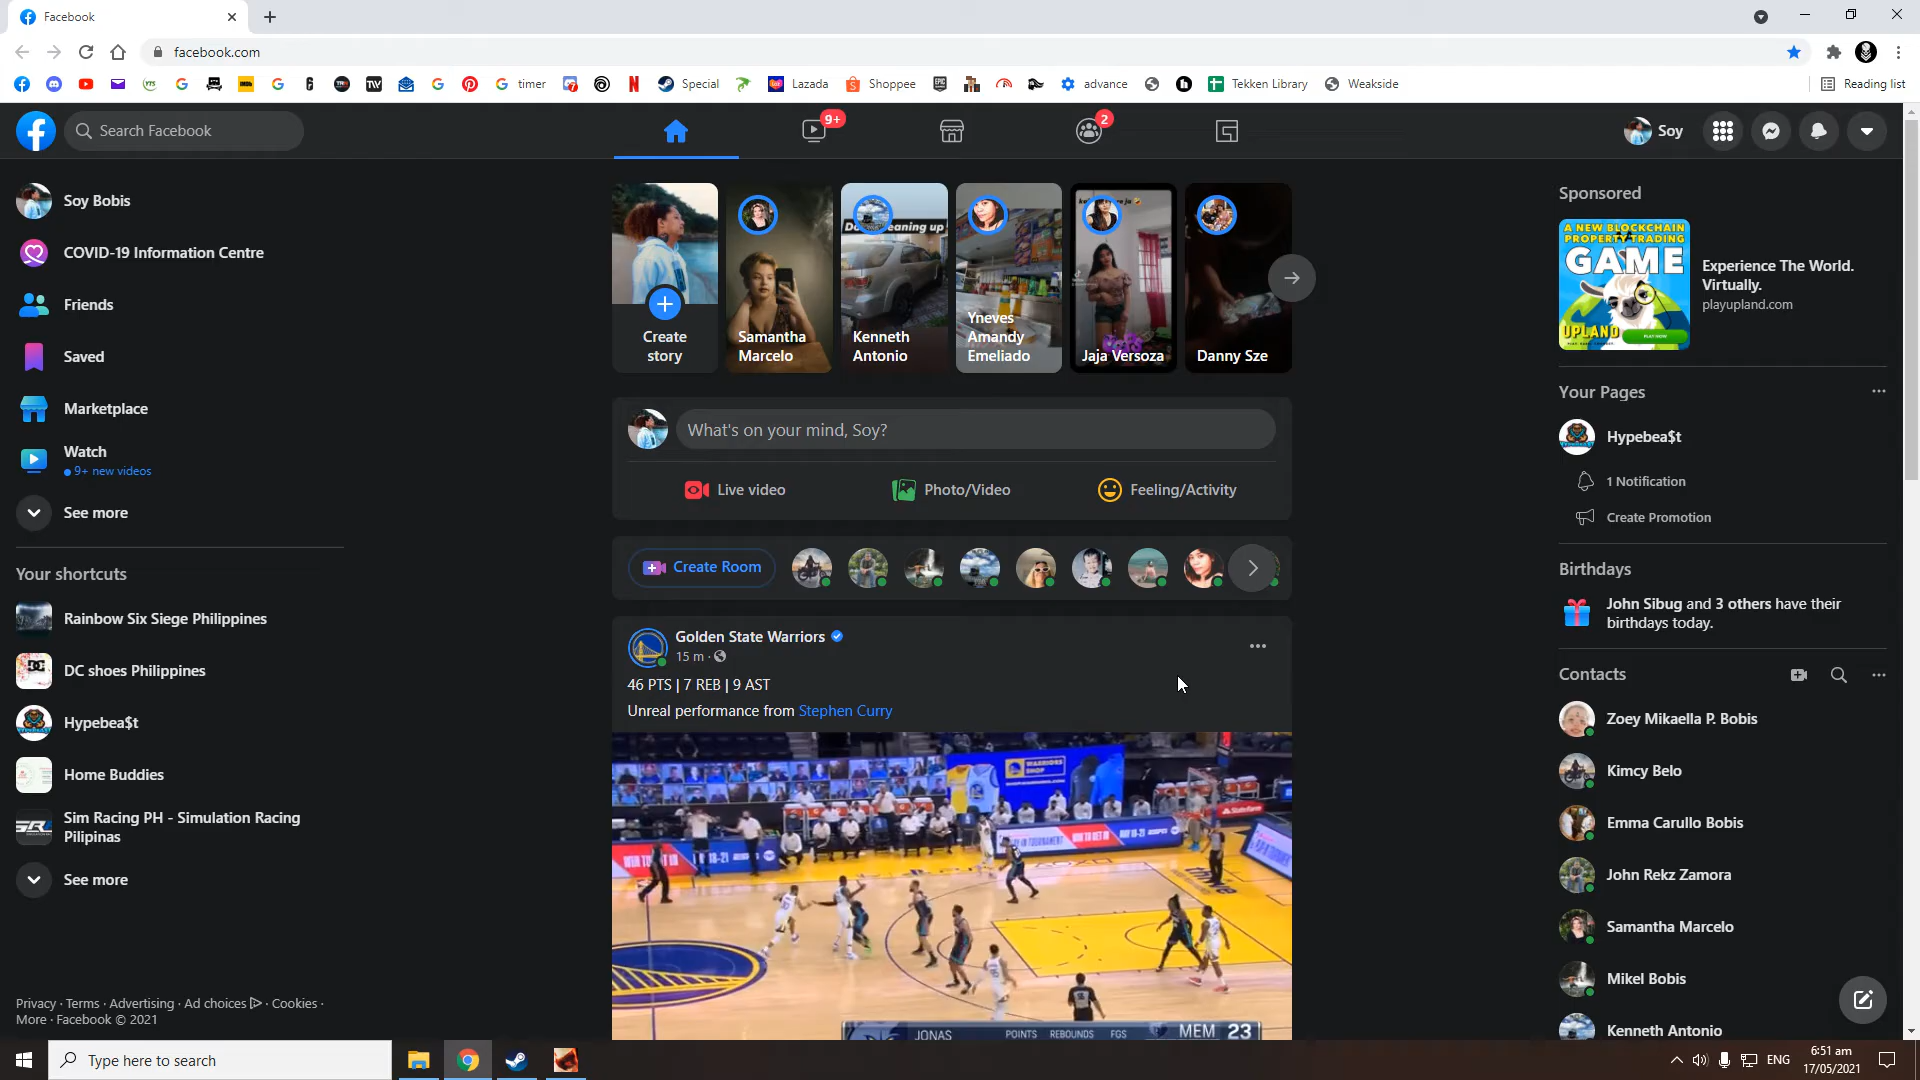 Facebook
facebook.com
timer
Special
Lazada
Shoppee
advance
Tekken Library
Weakside
Reading list
Search Facebook
9+
2
Soy
Soy Bobis
COVID-19 Information Centre
Friends
Saved
Marketplace
Watch
9+ new videos
See more
Your shortcuts
Rainbow Six Siege Philippines
DC shoes Philippines
Hypebea$t
Home Buddies
Sim Racing PH - Simulation Racing
Pilipinas
See more
Privacy · Terms · Advertising · Ad choices · Cookies ·
More · Facebook © 2021
Create
story
Samantha
Marcelo
Kenneth
Antonio
Yneves
Amandy
Emeliado
Jaja Versoza
Danny Sze
What's on your mind, Soy?
Live video
Photo/Video
Feeling/Activity
Create Room
Golden State Warriors
15 m ·
46 PTS | 7 REB | 9 AST
Unreal performance from Stephen Curry
WARRIORS
SHOP
JONAS
POINTS REBOUNDS FGS
MEM 23
Sponsored
A NEW BLOCKCHAIN
PROPERTY TRADING
GAME
UPLAND
PLAY NOW
Experience The World.
Virtually.
playupland.com
Your Pages
Hypebea$t
1 Notification
Create Promotion
Birthdays
John Sibug and 3 others have their
birthdays today.
Contacts
Zoey Mikaella P. Bobis
Kimcy Belo
Emma Carullo Bobis
John Rekz Zamora
Samantha Marcelo
Mikel Bobis
Kenneth Antonio
Type here to search
ENG
6:51 am
17/05/2021